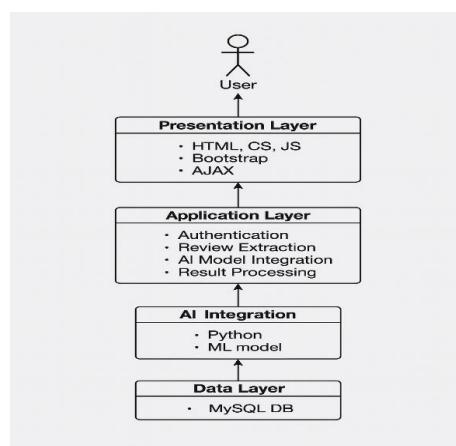 User
Presentation Layer
• HTML, CS, JS
• Bootstrap
• AJAX
Application Layer
• Authentication
• Review Extraction
• AI Model Integration
• Result Processing
AI Integration
• Python
• ML model
Data Layer
• MySQL DB